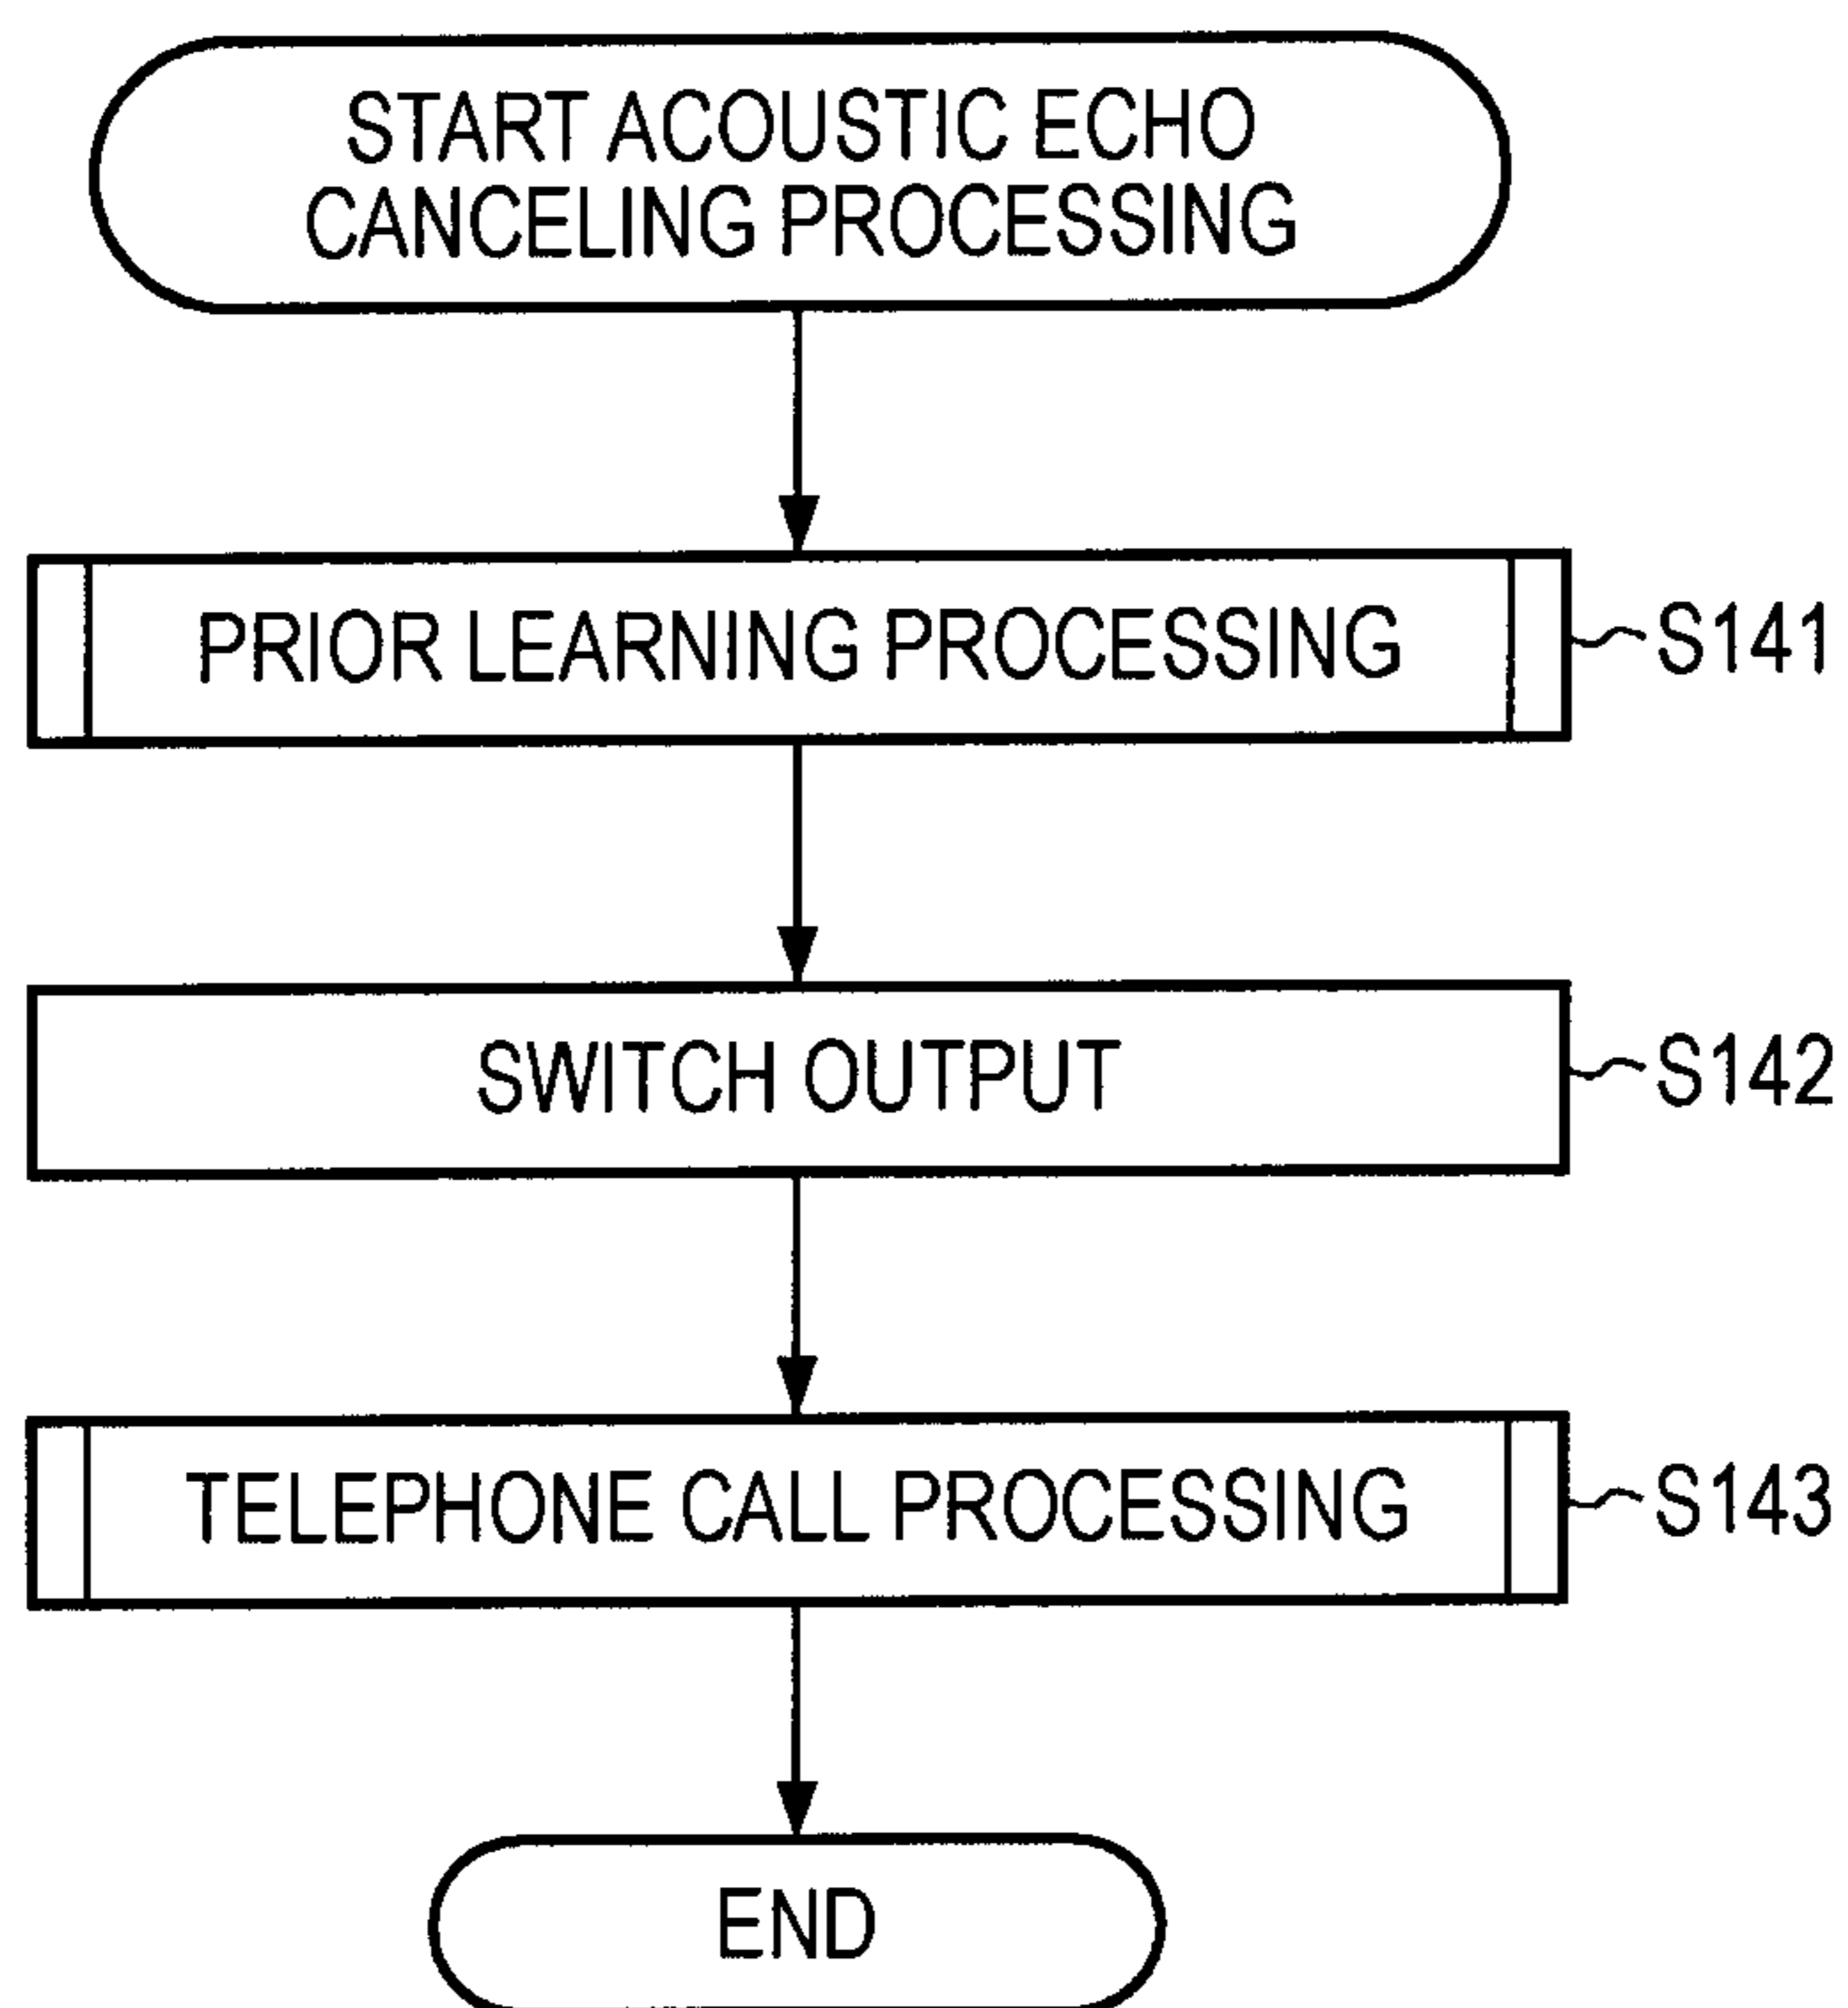 START ACOUSTIC ECHO
CANCELING PROCESSING
PRIOR LEARNING PROCESSING
S141
SWITCH OUTPUT
S142
TELEPHONE CALL PROCESSING
S143
END